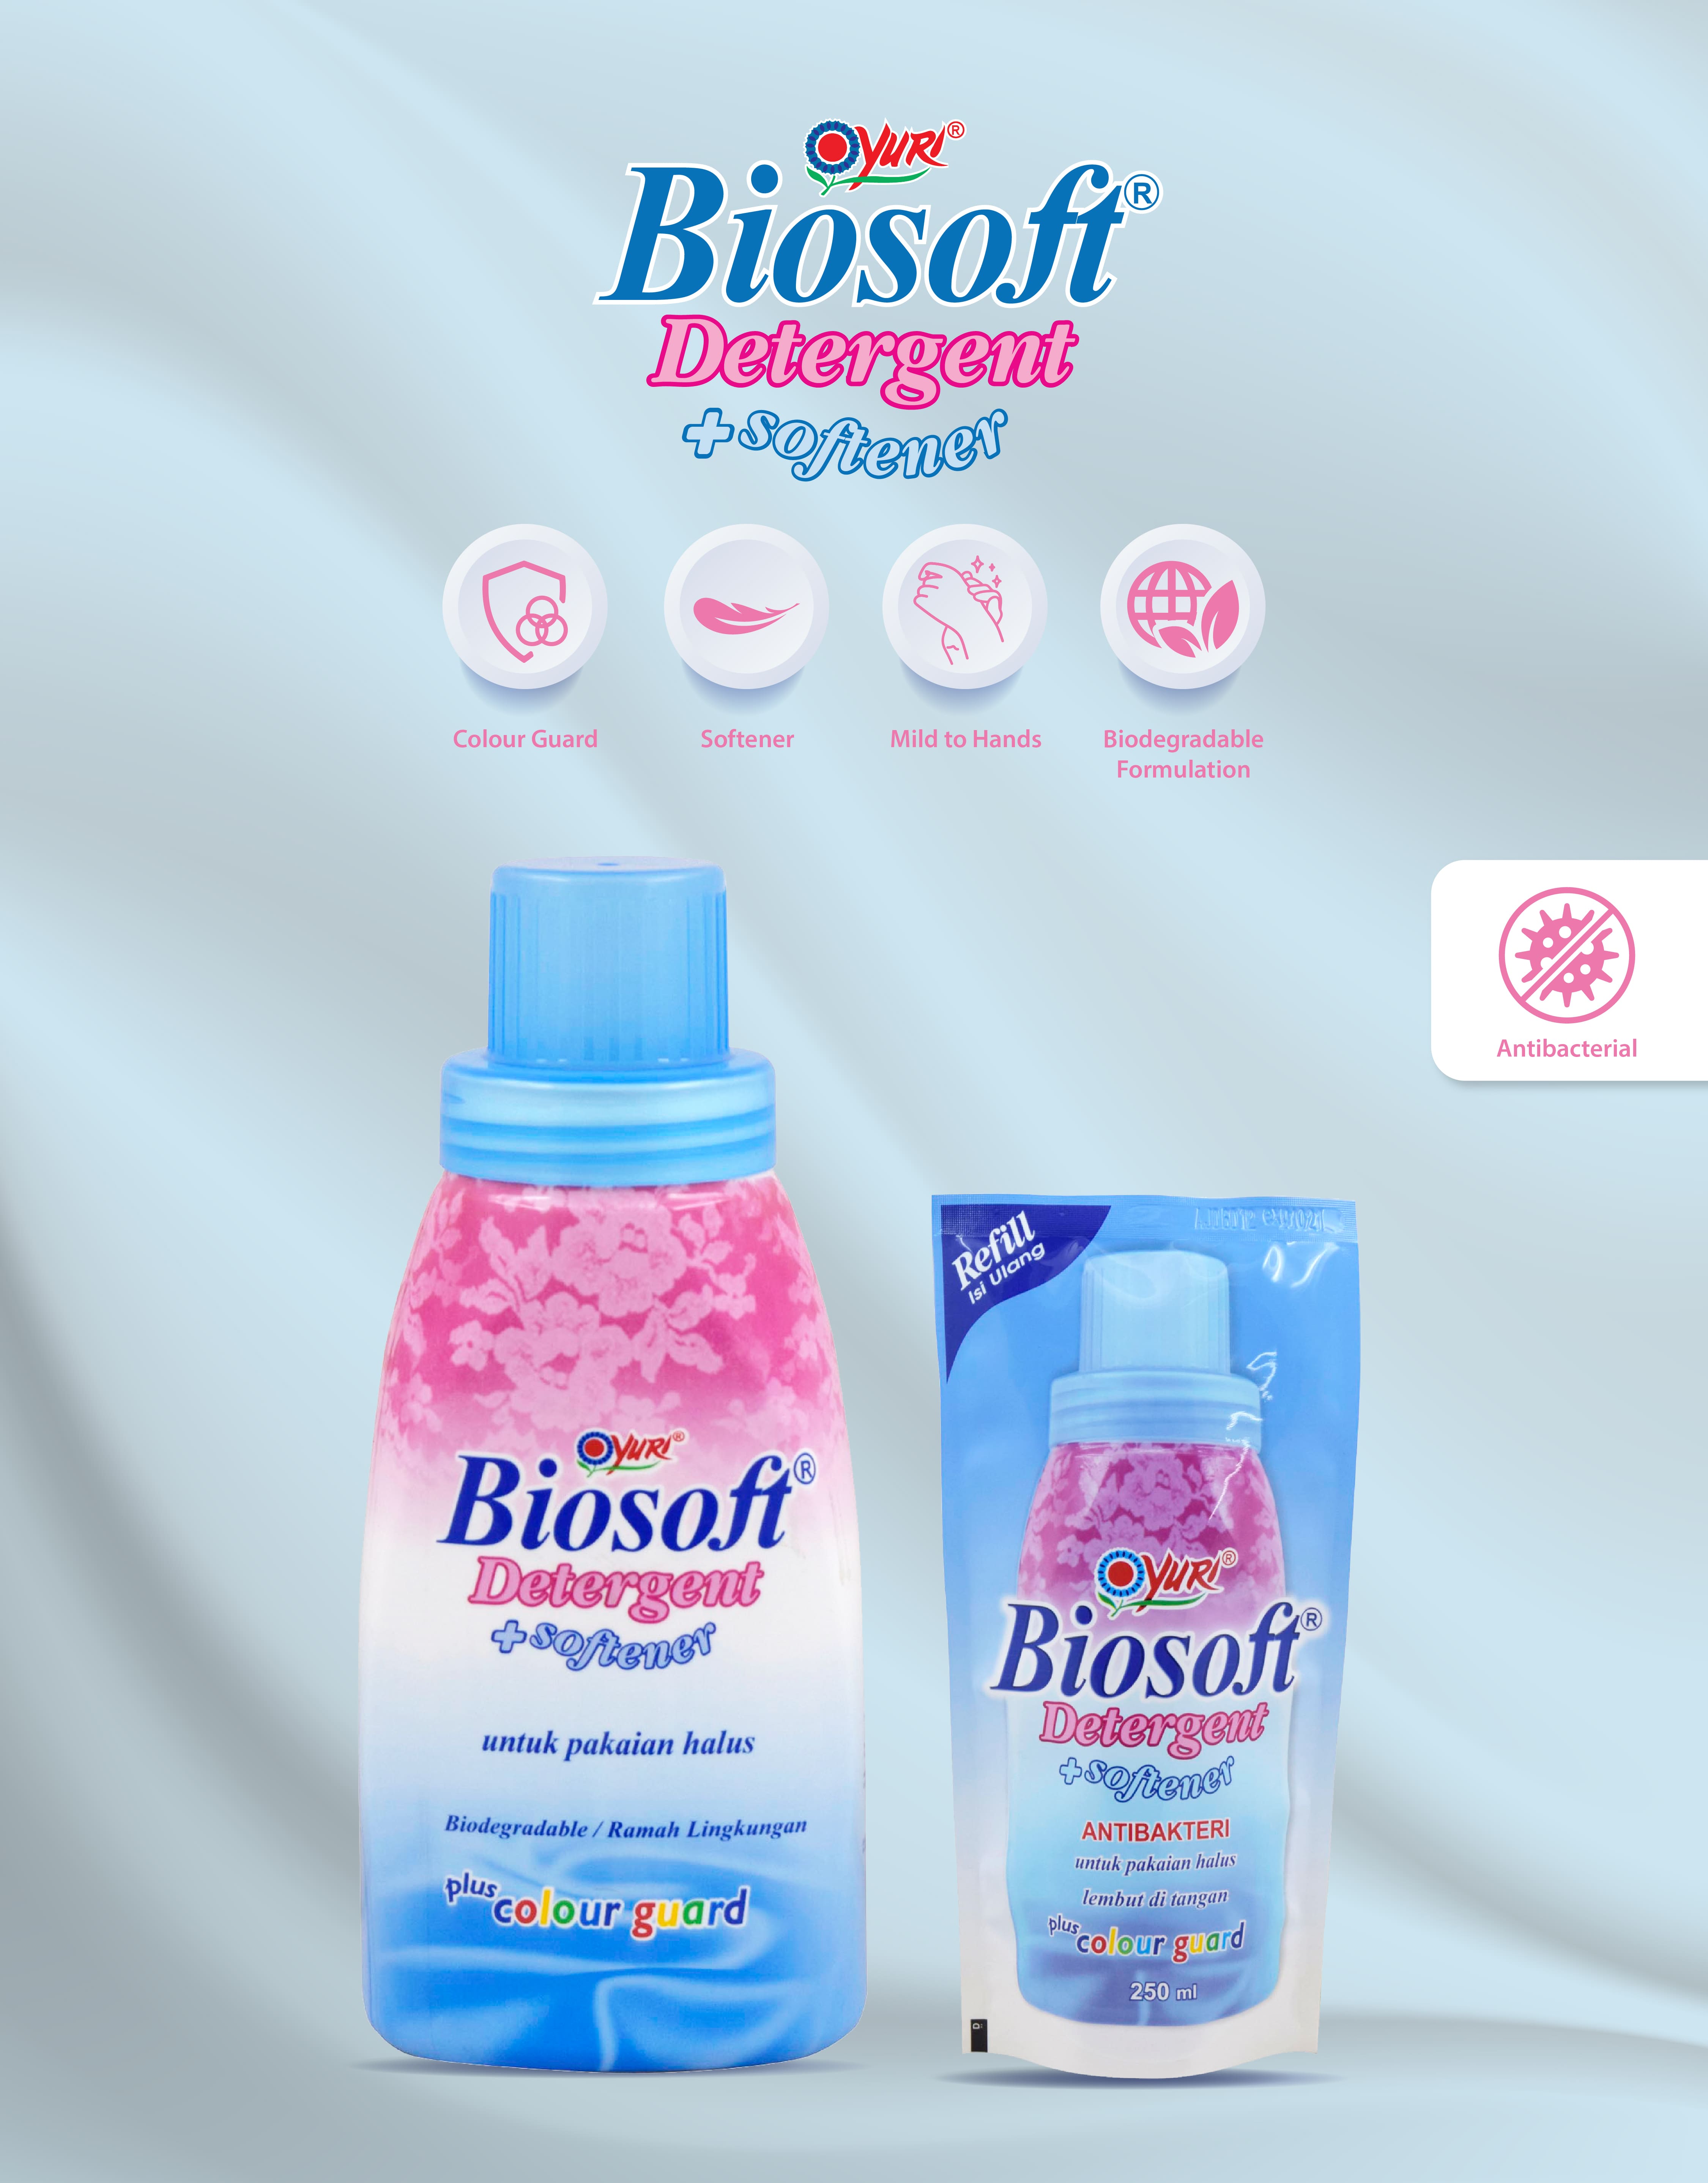 YURI®
Biosoft®
Detergent
+softener
Colour Guard
Softener
Mild to Hands
Biodegradable
Formulation
Antibacterial
YURI®
Biosoft®
Detergent
+softener
untuk pakaian halus
Biodegradable / Ramah Lingkungan
plus colour guard
Refill
Isi Ulang
YURI®
Biosoft®
Detergent
+softener
ANTIBAKTERI
untuk pakaian halus
lembut di tangan
plus colour guard
250 ml